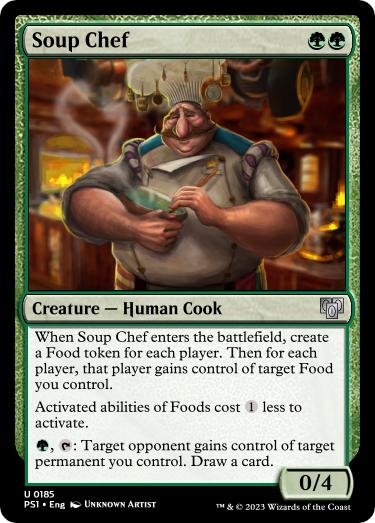 Soup Chef
Creature — Human Cook
When Soup Chef enters the battlefield, create
a Food token for each player. Then for each
player, that player gains control of target Food
you control.
Activated abilities of Foods cost 1 less to
activate.
, : Target opponent gains control of target
permanent you control. Draw a card.
0/4
U 0185
PS1 • Eng Unknown Artist
™ & © 2023 Wizards of the Coast